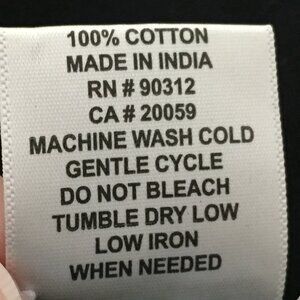 100% COTTON
MADE IN INDIA
RN # 90312
CA # 20059
MACHINE WASH COLD
GENTLE CYCLE
DO NOT BLEACH
TUMBLE DRY LOW
LOW IRON
WHEN NEEDED